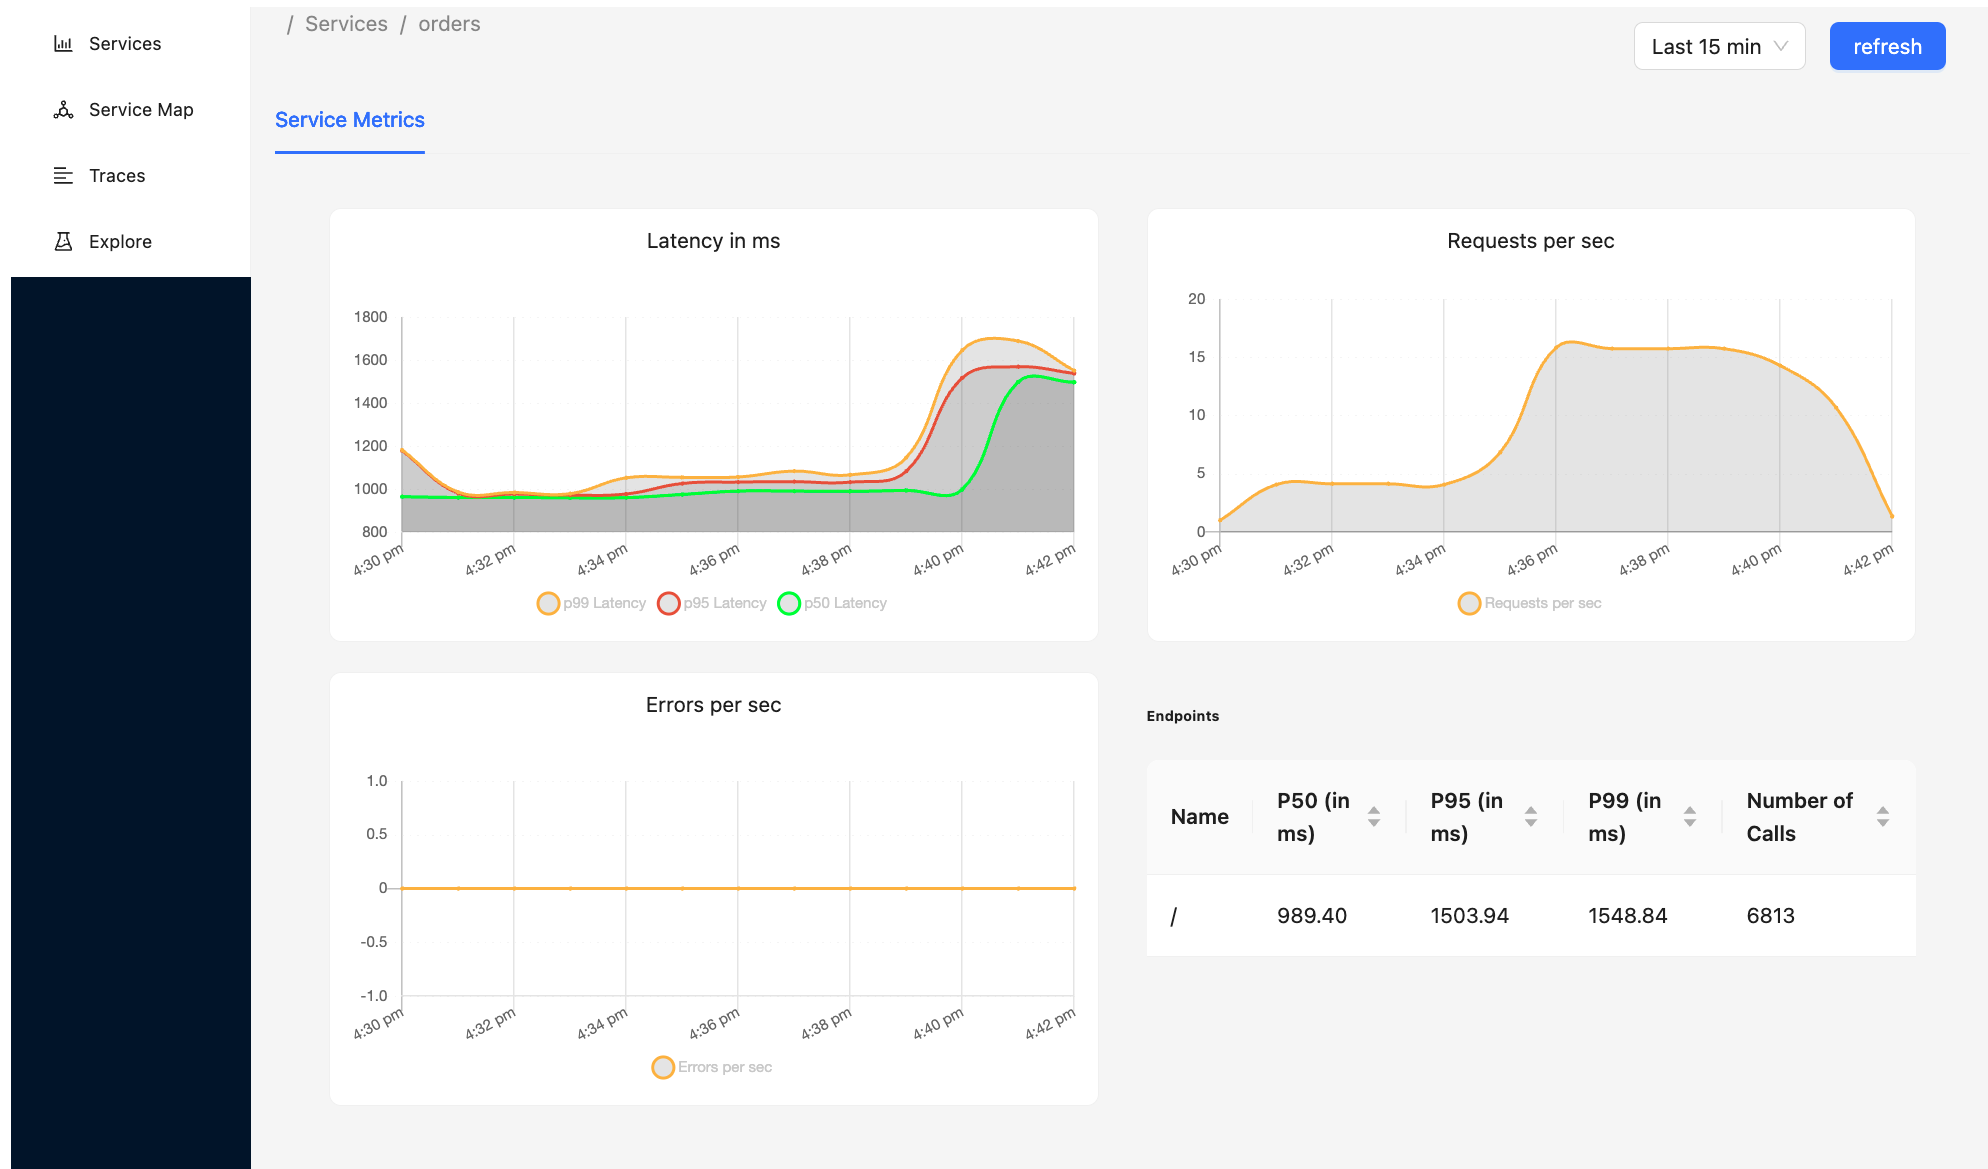 Services
Service Map
Traces
Explore
/ Services / orders
Last 15 min
refresh
Service Metrics
Latency in ms
1800
1600
1400
1200
1000
800
4:30 pm 4:32 pm 4:34 pm 4:36 pm 4:38 pm 4:40 pm 4:42 pm
p99 Latency p95 Latency p50 Latency
Requests per sec
20
15
10
5
0
4:30 pm 4:32 pm 4:34 pm 4:36 pm 4:38 pm 4:40 pm 4:42 pm
Requests per sec
Errors per sec
1.0
0.5
0
-0.5
-1.0
4:30 pm 4:32 pm 4:34 pm 4:36 pm 4:38 pm 4:40 pm 4:42 pm
Errors per sec
Endpoints
Name P50 (in ms) P95 (in ms) P99 (in ms) Number of Calls
/ 989.40 1503.94 1548.84 6813